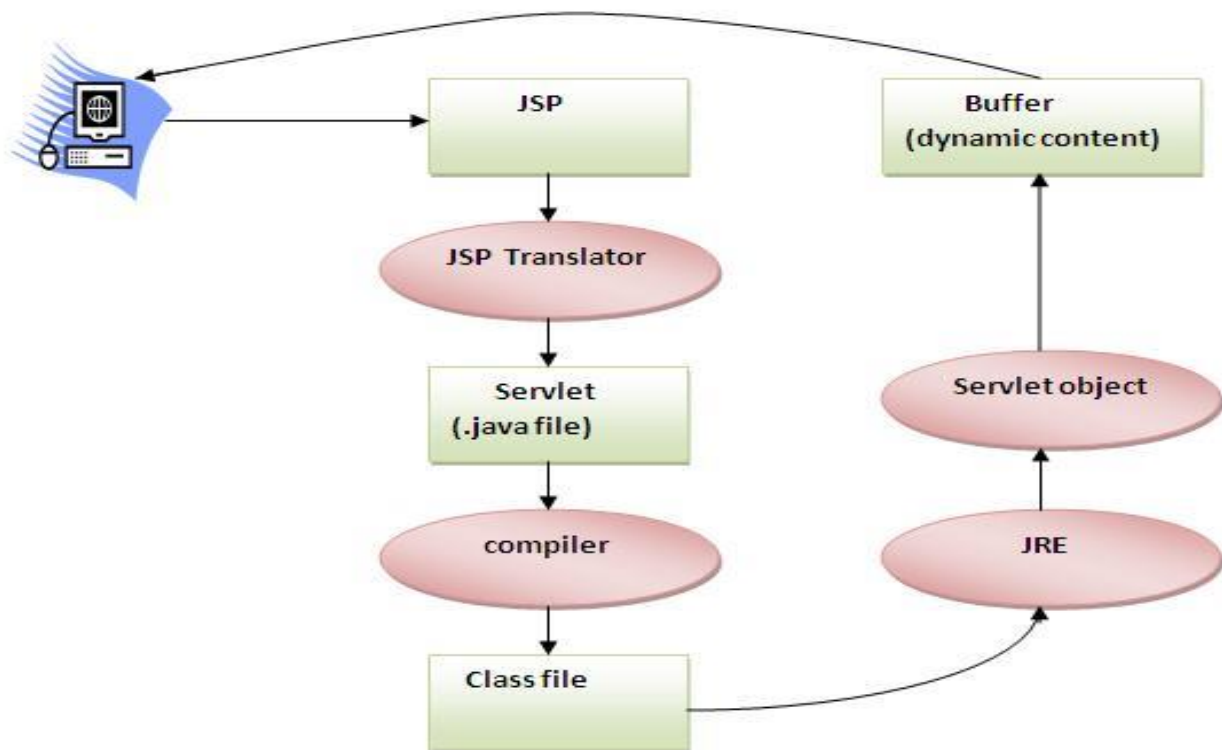 JSP
Buffer
(dynamic content)
JSP Translator
Servlet
(.java file)
Servlet object
compiler
JRE
Class file